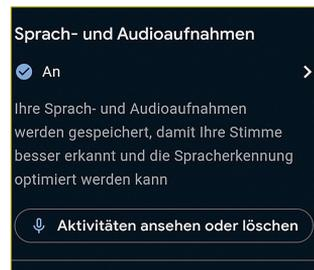 Sprach- und Audioaufnahmen
An
Ihre Sprach- und Audioaufnahmen
werden gespeichert, damit Ihre Stimme
besser erkannt und die Spracherkennung
optimiert werden kann
Aktivitäten ansehen oder löschen